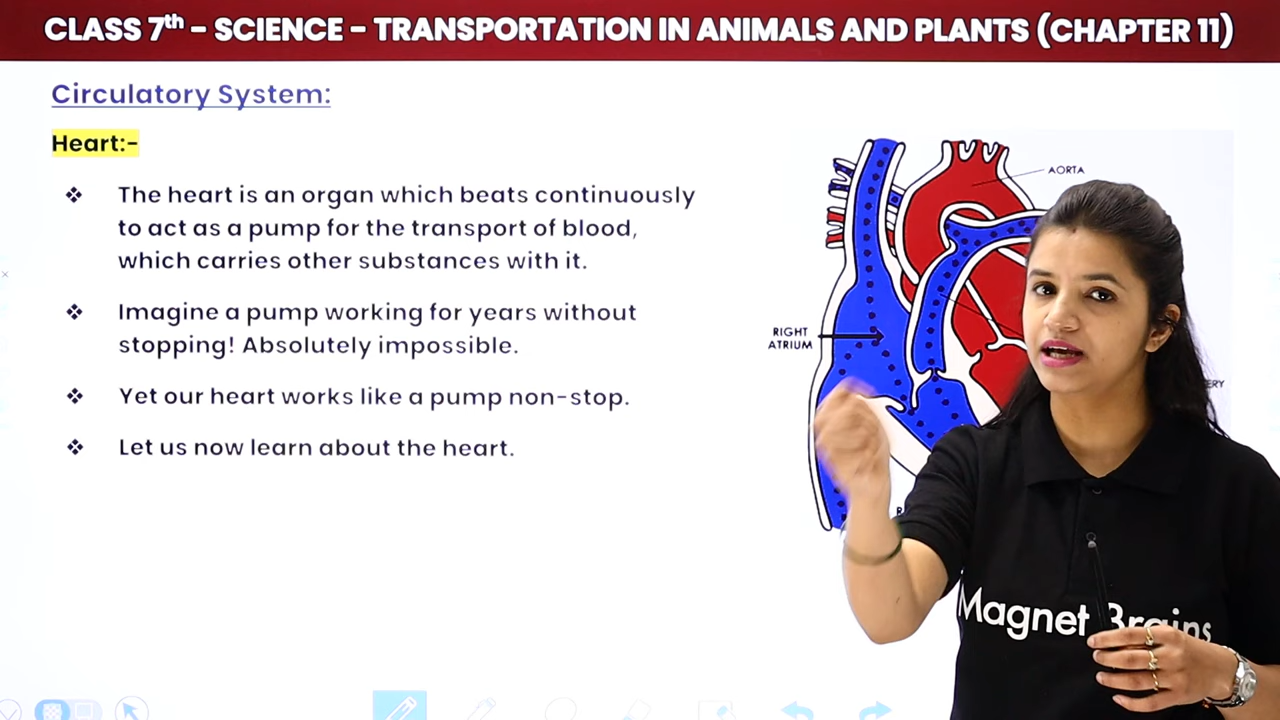 CLASS 7th - SCIENCE - TRANSPORTATION IN ANIMALS AND PLANTS (CHAPTER 11)
Circulatory System:
Heart:-
❖ The heart is an organ which beats continuously
to act as a pump for the transport of blood,
which carries other substances with it.
❖ Imagine a pump working for years without
stopping! Absolutely impossible.
❖ Yet our heart works like a pump non-stop.
❖ Let us now learn about the heart.
AORTA
RIGHT
ATRIUM
Magnet Brains